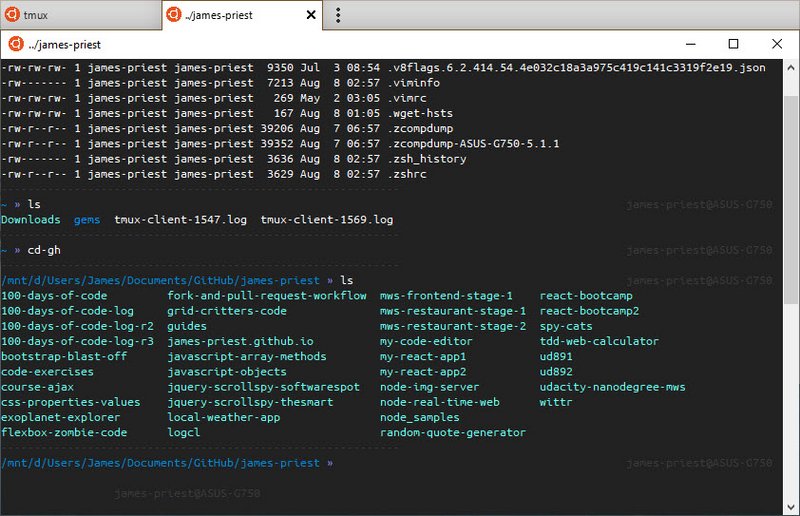 tmux
../james-priest
../james-priest
-rw-rw-rw- 1 james-priest james-priest  9350 Jul  3 08:54 .v8flags.6.2.414.54.4e032c18a3a975c419c141c3319f2e19.json
-rw------- 1 james-priest james-priest  7213 Aug  8 02:57 .viminfo
-rw-rw-rw- 1 james-priest james-priest   269 May  2 03:05 .vimrc
-rw-rw-rw- 1 james-priest james-priest   167 Aug  8 01:05 .wget-hsts
-rw-r--r-- 1 james-priest james-priest 39206 Aug  7 06:57 .zcompdump
-rw-r--r-- 1 james-priest james-priest 39352 Aug  7 06:57 .zcompdump-ASUS-G750-5.1.1
-rw------- 1 james-priest james-priest  3636 Aug  8 02:57 .zsh_history
-rw-r--r-- 1 james-priest james-priest  3629 Aug  8 02:57 .zshrc
~ » ls james-priest@ASUS-G750
Downloads  gems  tmux-client-1547.log  tmux-client-1569.log
~ » cd-gh james-priest@ASUS-G750
/mnt/d/Users/James/Documents/GitHub/james-priest » ls james-priest@ASUS-G750
100-days-of-code         fork-and-pull-request-workflow  mws-frontend-stage-1    react-bootcamp
100-days-of-code-log     grid-critters-code              mws-restaurant-stage-1  react-bootcamp2
100-days-of-code-log-r2  guides                          mws-restaurant-stage-2  spy-cats
100-days-of-code-log-r3  james-priest.github.io          my-code-editor          tdd-web-calculator
bootstrap-blast-off      javascript-array-methods        my-react-app1           ud891
code-exercises           javascript-objects              my-react-app2           ud892
course-ajax              jquery-scrollspy-softwarespot   node-img-server         udacity-nanodegree-mws
css-properties-values    jquery-scrollspy-thesmart       node-real-time-web      wittr
exoplanet-explorer       local-weather-app               node_samples
flexbox-zombie-code      logcl                           random-quote-generator
/mnt/d/Users/James/Documents/GitHub/james-priest » james-priest@ASUS-G750
james-priest@ASUS-G750